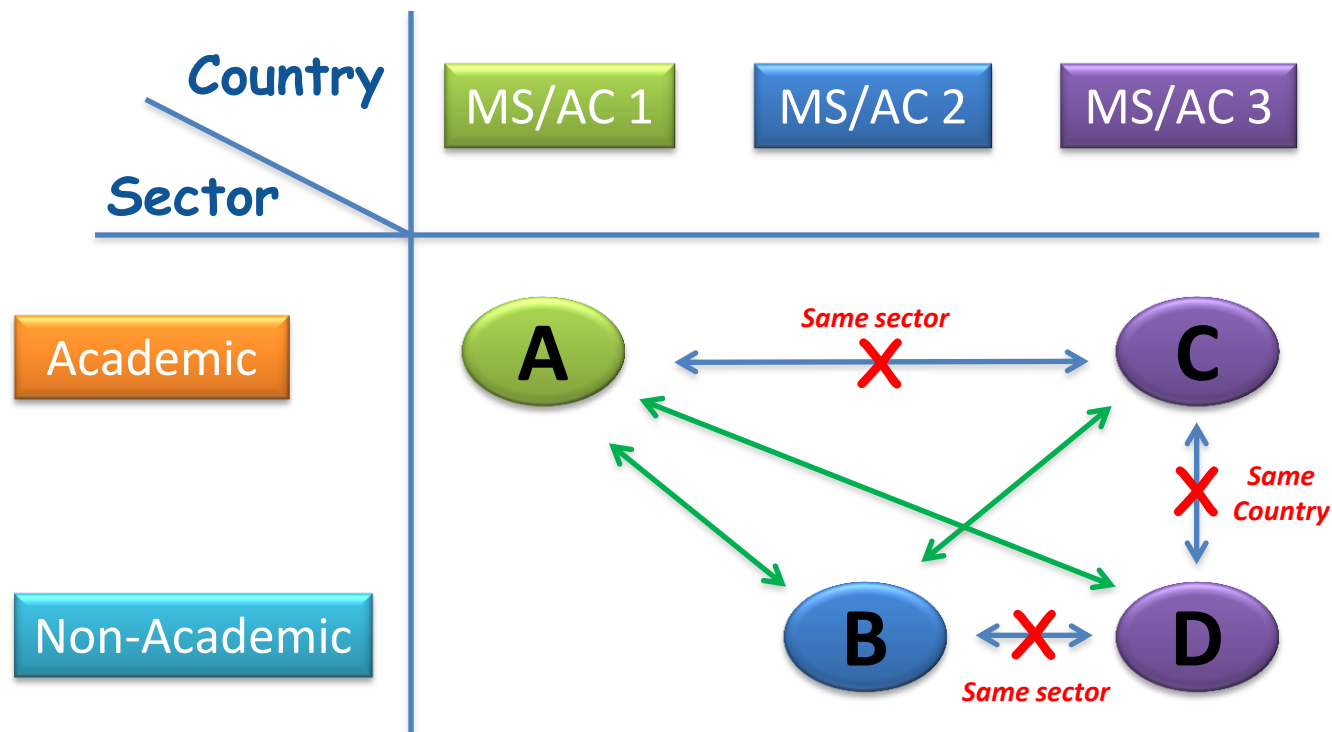 Country
MS/AC 1
MS/AC 2
MS/AC 3
Sector
Academic
A
Same sector
C
Same
Country
Non-Academic
B
D
Same sector